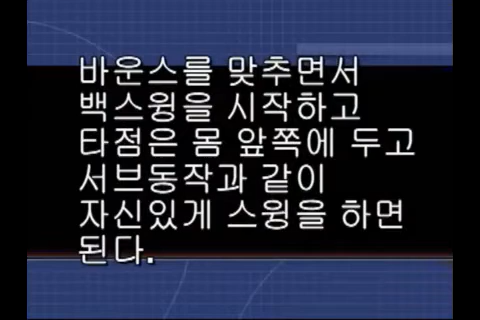 바운스를 맞추면서
백스윙을 시작하고
타점은 몸 앞쪽에 두고
서브동작과 같이
자신있게 스윙을 하면
된다.